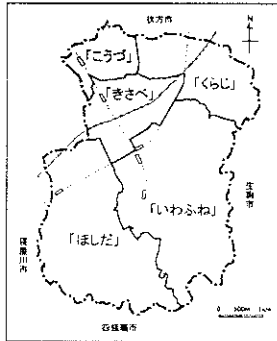 枚方市
N
「こうづ」
「くらじ」
「きさべ」
生駒市
「いわふね」
「ほしだ」
寝屋川市
0 500m 1km
四條畷市